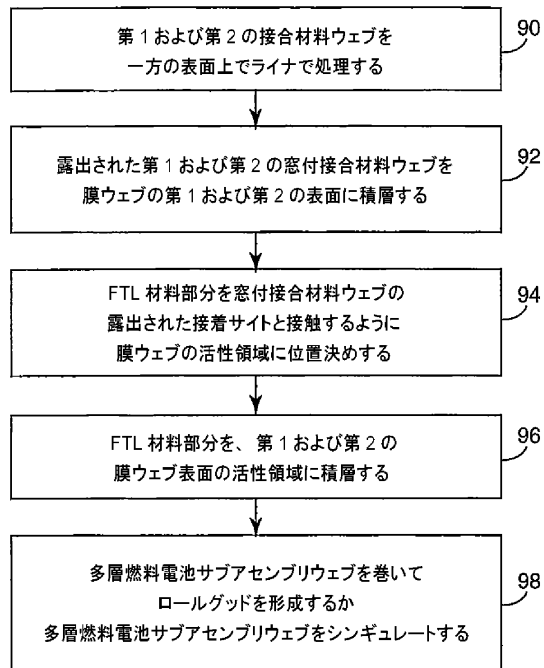 第1および第2の接合材料ウェブを
一方の表面上でライナで処理する
90
露出された第1および第2の窓付接合材料ウェブを
膜ウェブの第1および第2の表面に積層する
92
FTL 材料部分を窓付接合材料ウェブの
露出された接着サイトと接触するように
膜ウェブの活性領域に位置決めする
94
FTL 材料部分を、第1および第2の
膜ウェブ表面の活性領域に積層する
96
多層燃料電池サブアセンブリウェブを巻いて
ロールグッドを形成するか
多層燃料電池サブアセンブリウェブをシンギュレートする
98